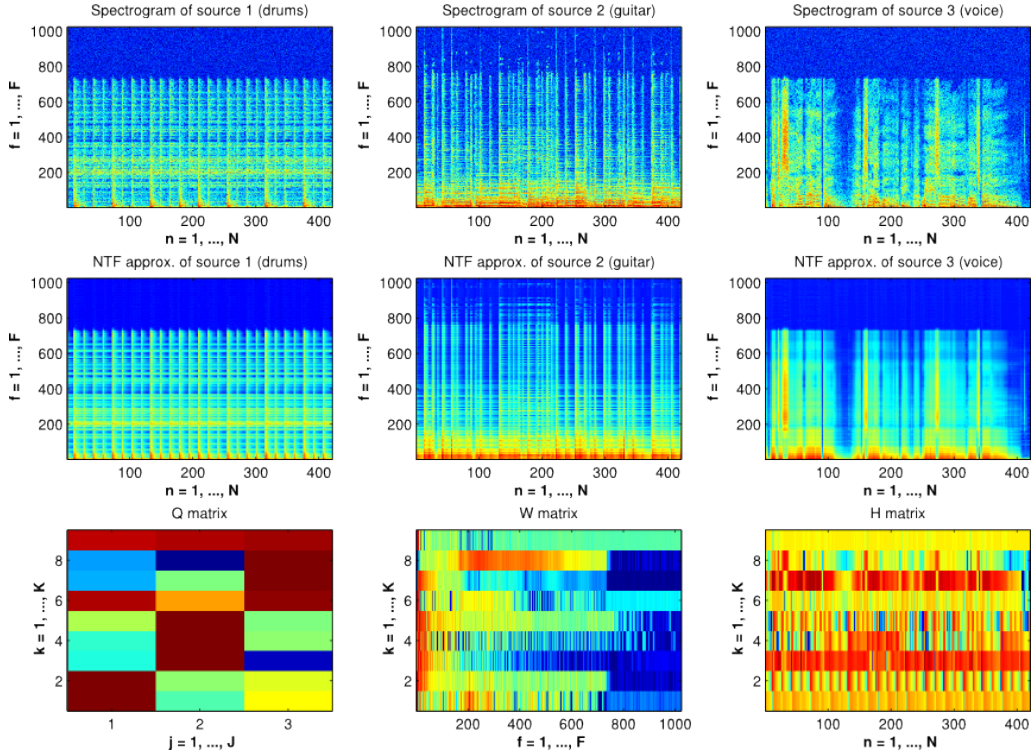 Spectrogram of source 1 (drums)
f = 1, ..., F
1000
800
600
400
200
100 200 300 400
n = 1, ..., N
Spectrogram of source 2 (guitar)
f = 1, ..., F
1000
800
600
400
200
100 200 300 400
n = 1, ..., N
Spectrogram of source 3 (voice)
f = 1, ..., F
1000
800
600
400
200
100 200 300 400
n = 1, ..., N
NTF approx. of source 1 (drums)
f = 1, ..., F
1000
800
600
400
200
100 200 300 400
n = 1, ..., N
NTF approx. of source 2 (guitar)
f = 1, ..., F
1000
800
600
400
200
100 200 300 400
n = 1, ..., N
NTF approx. of source 3 (voice)
f = 1, ..., F
1000
800
600
400
200
100 200 300 400
n = 1, ..., N
Q matrix
k = 1, ..., K
8
6
4
2
1 2 3
j = 1, ..., J
W matrix
k = 1, ..., K
8
6
4
2
200 400 600 800 1000
f = 1, ..., F
H matrix
k = 1, ..., K
8
6
4
2
100 200 300 400
n = 1, ..., N